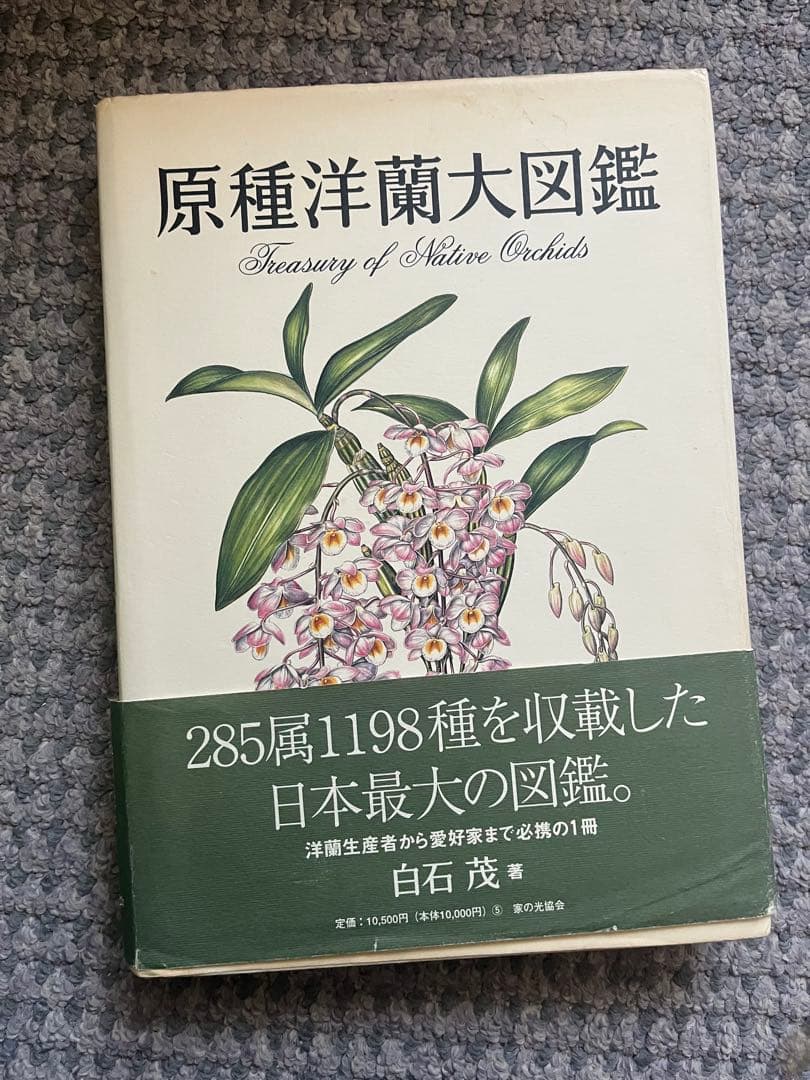 原種洋蘭大図鑑
Treasury of Native Orchids
285属1198種を収載した
日本最大の図鑑。
洋蘭生産者から愛好家まで必携の1冊
白石 茂 著
定価：10,500円（本体10,000円）⑤ 家の光協会